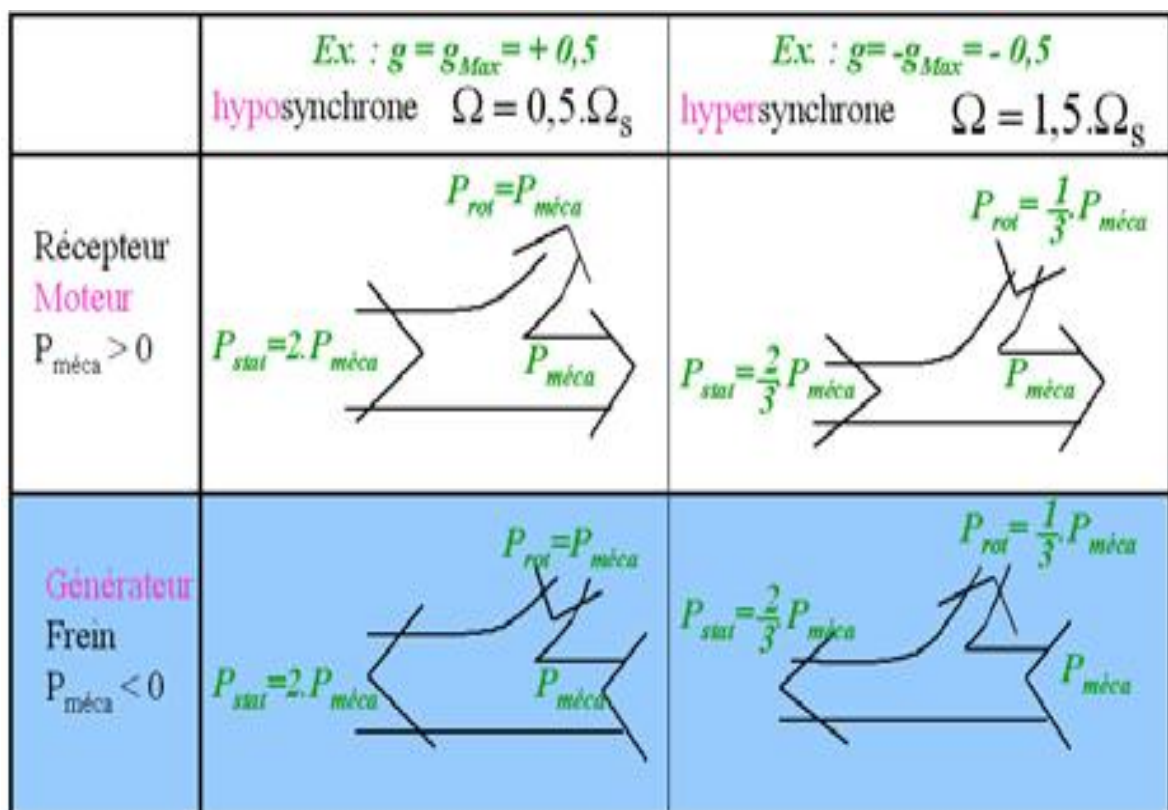 Ex. : g = g_Max = + 0,5
hyposynchrone Ω = 0,5.Ω_s
Ex. : g= -g_Max = - 0,5
hypersynchrone Ω = 1,5.Ω_s
Récepteur
Moteur
P_méca > 0
P_rot=P_méca
P_stat=2.P_méca
P_méca
P_rot= 1/3.P_méca
P_stat= 2/3 P_méca
P_méca
Générateur
Frein
P_méca < 0
P_rot=P_méca
P_stat=2.P_méca
P_méca
P_rot= 1/3.P_méca
P_stat= 2/3 P_méca
P_méca